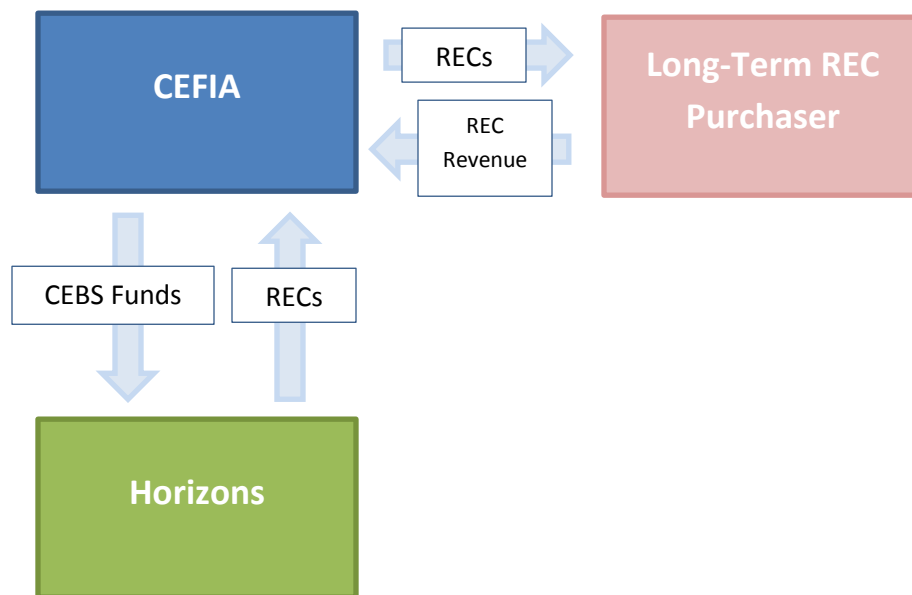 CEFIA
RECs
Long-Term REC
Purchaser
REC
Revenue
CEBS Funds
RECs
Horizons